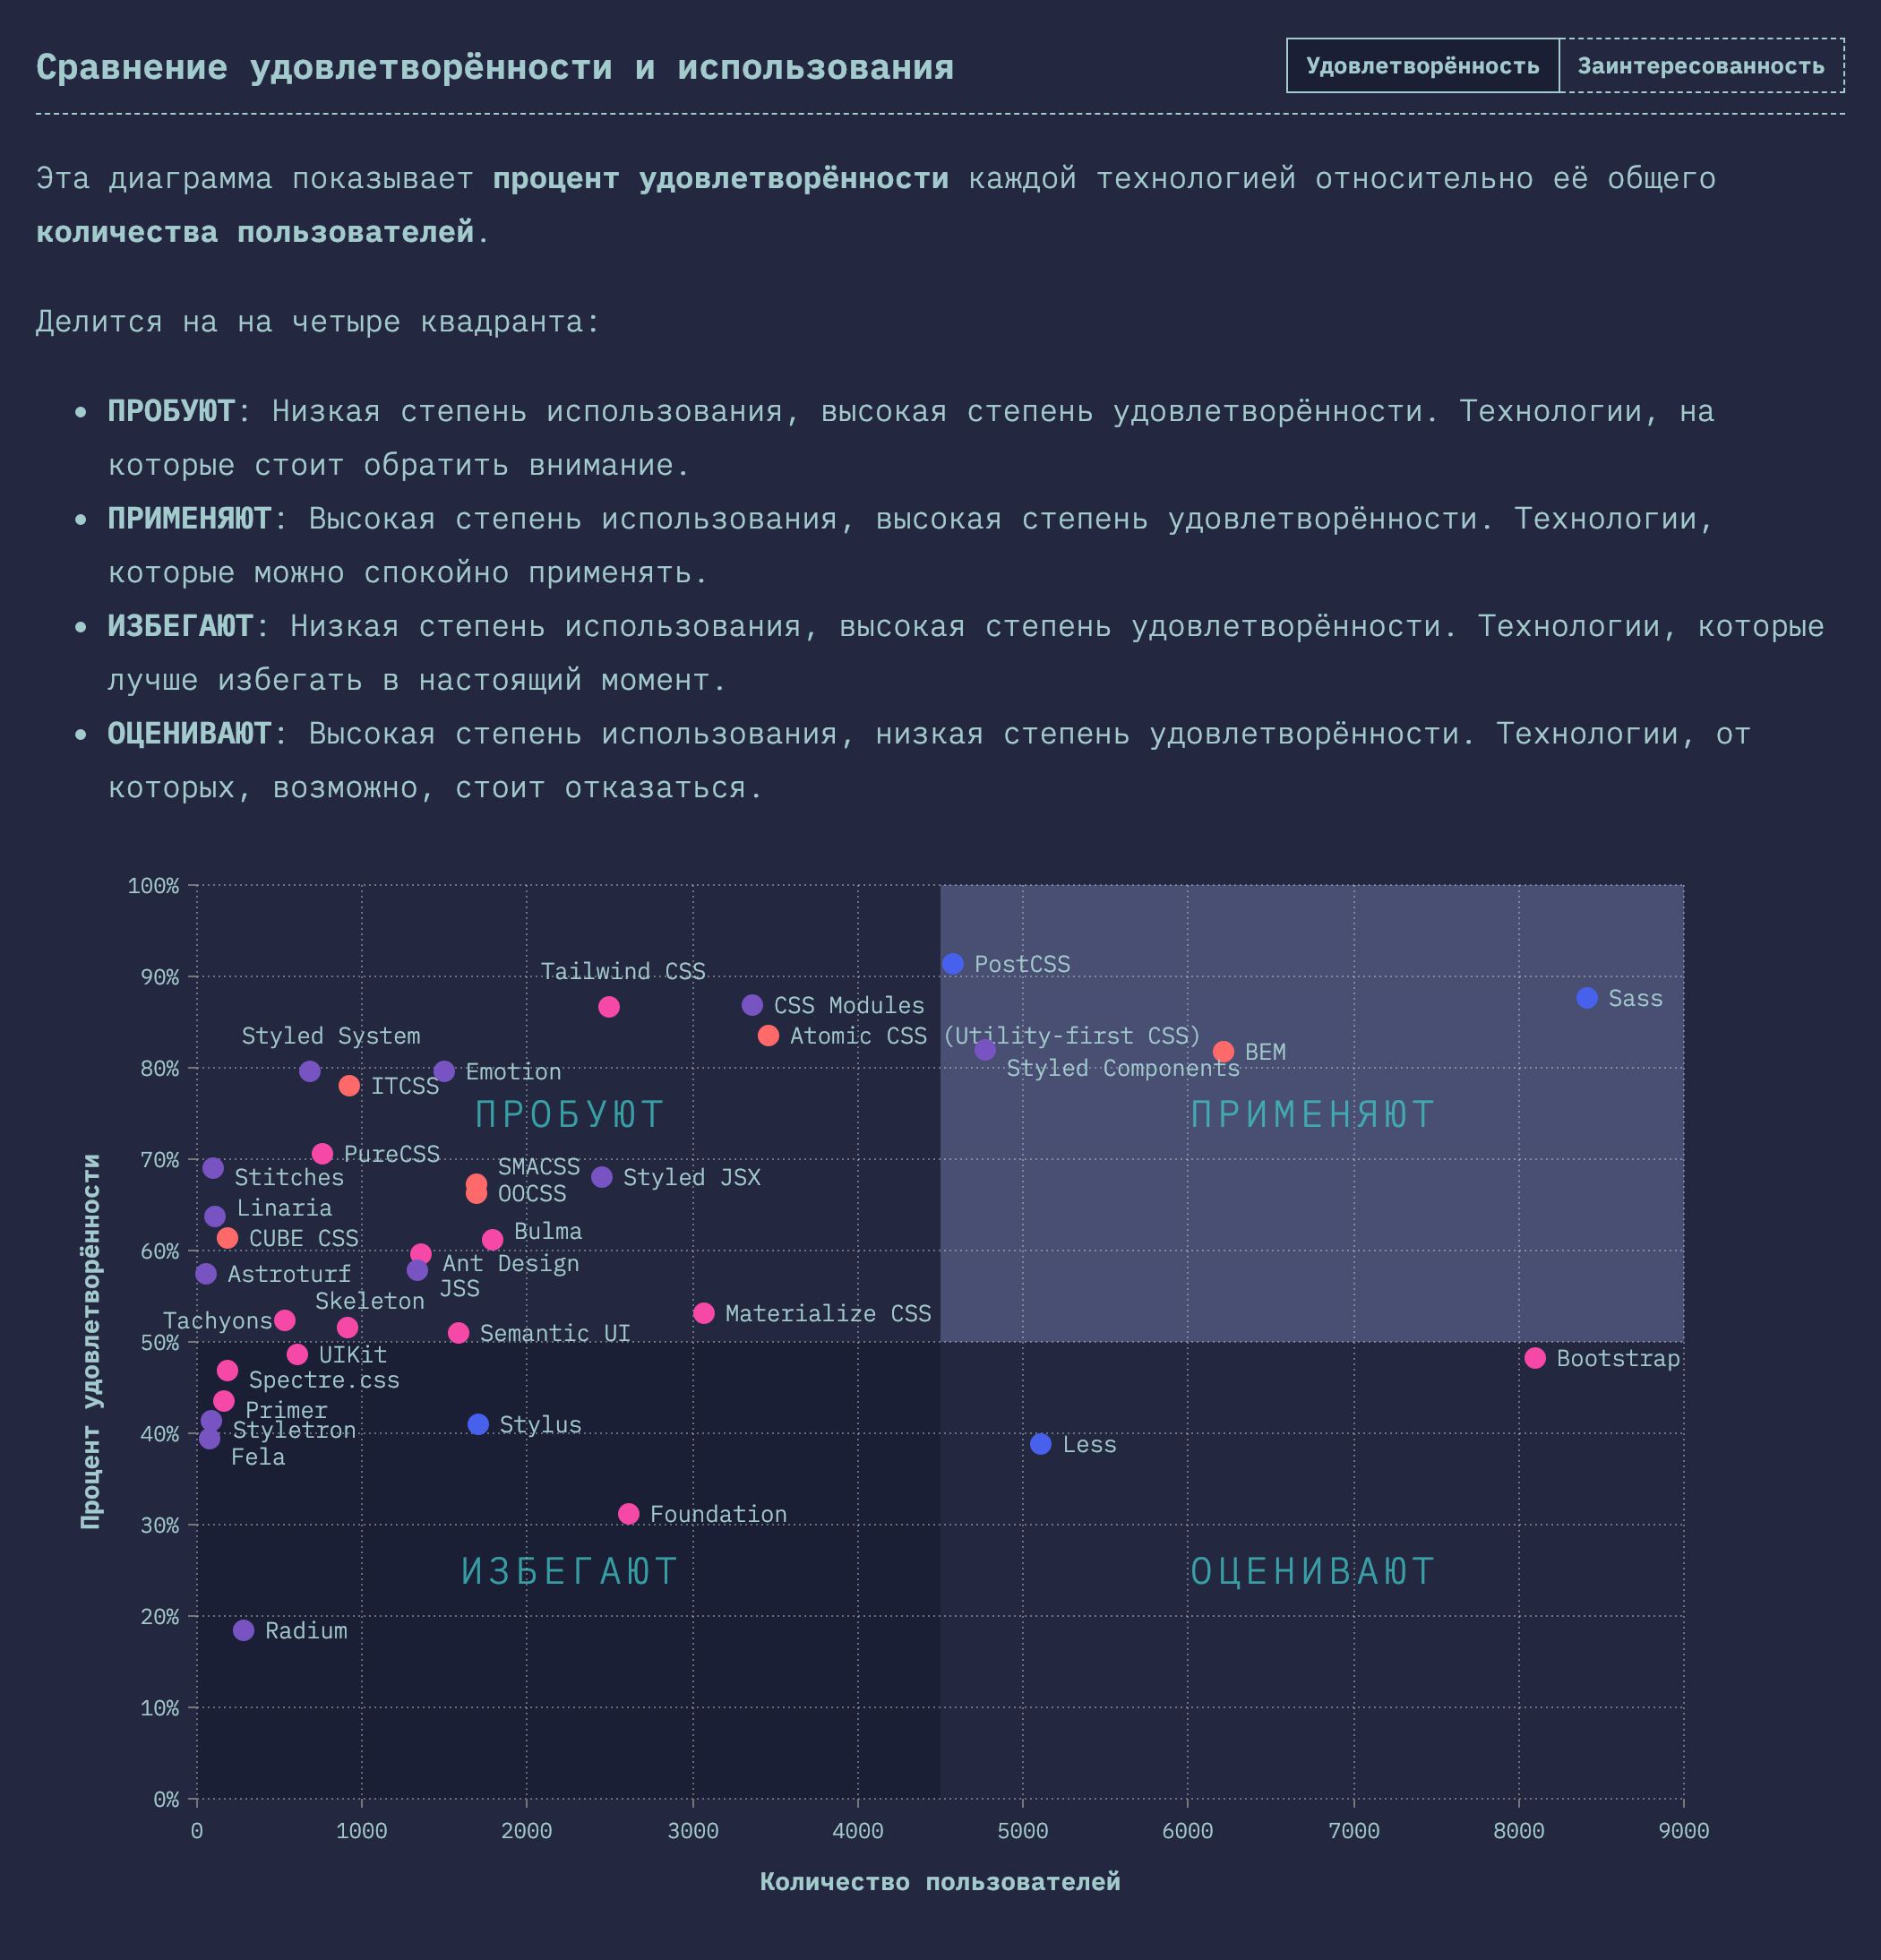 Сравнение удовлетворённости и использования
Удовлетворённость
Заинтересованность
Эта диаграмма показывает процент удовлетворённости каждой технологией относительно её общего
количества пользователей.
Делится на на четыре квадранта:
ПРОБУЮТ: Низкая степень использования, высокая степень удовлетворённости. Технологии, на
которые стоит обратить внимание.
ПРИМЕНЯЮТ: Высокая степень использования, высокая степень удовлетворённости. Технологии,
которые можно спокойно применять.
ИЗБЕГАЮТ: Низкая степень использования, высокая степень удовлетворённости. Технологии, которые
лучше избегать в настоящий момент.
ОЦЕНИВАЮТ: Высокая степень использования, низкая степень удовлетворённости. Технологии, от
которых, возможно, стоит отказаться.
100%
90%
80%
70%
60%
50%
40%
30%
20%
10%
0%
Процент удовлетворённости
PostCSS
Tailwind CSS
Sass
CSS Modules
Styled System
Atomic CSS (Utility-first CSS)
BEM
Styled Components
Emotion
ITCSS
ПРОБУЮТ
ПРИМЕНЯЮТ
PureCSS
SMACSS
Stitches
Styled JSX
OOCSS
Linaria
Bulma
CUBE CSS
Ant Design
Astroturf
JSS
Skeleton
Materialize CSS
Tachyons
Semantic UI
UIKit
Bootstrap
Spectre.css
Primer
Stylus
Styletron
Less
Fela
Foundation
ИЗБЕГАЮТ
ОЦЕНИВАЮТ
Radium
0
1000
2000
3000
4000
5000
6000
7000
8000
9000
Количество пользователей